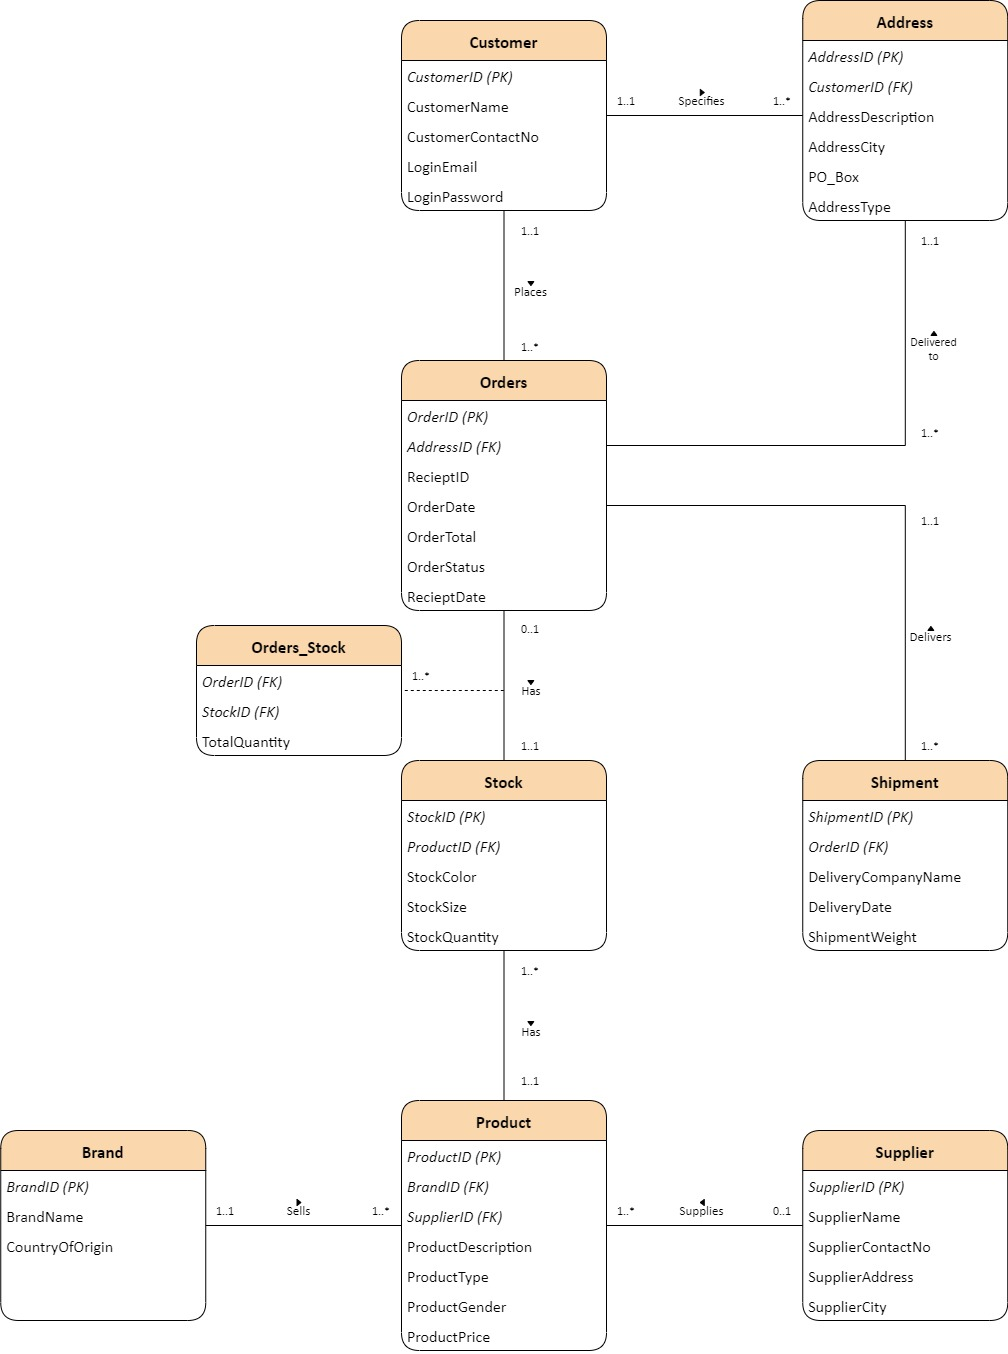 Customer
CustomerID (PK)
CustomerName
CustomerContactNo
LoginEmail
LoginPassword
1..1
Specifies
1..*
Address
AddressID (PK)
CustomerID (FK)
AddressDescription
AddressCity
PO_Box
AddressType
1..1
Places
1..*
1..1
Delivered
to
1..*
Orders
OrderID (PK)
AddressID (FK)
RecieptID
OrderDate
OrderTotal
OrderStatus
RecieptDate
1..1
Delivers
1..*
0..1
Has
1..1
Orders_Stock
OrderID (FK)
StockID (FK)
TotalQuantity
1..*
Stock
StockID (PK)
ProductID (FK)
StockColor
StockSize
StockQuantity
Shipment
ShipmentID (PK)
OrderID (FK)
DeliveryCompanyName
DeliveryDate
ShipmentWeight
1..*
Has
1..1
Brand
BrandID (PK)
BrandName
CountryOfOrigin
1..1
Sells
1..*
Product
ProductID (PK)
BrandID (FK)
SupplierID (FK)
ProductDescription
ProductType
ProductGender
ProductPrice
1..*
Supplies
0..1
Supplier
SupplierID (PK)
SupplierName
SupplierContactNo
SupplierAddress
SupplierCity